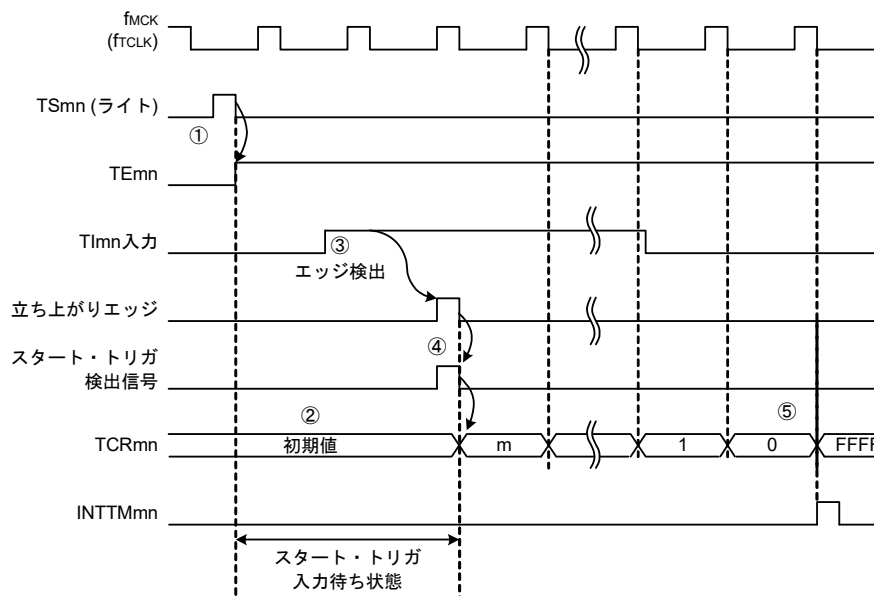 fMCK
(fTCLK)
TSmn (ライト)
①
TEmn
TImn入力
③
エッジ検出
立ち上がりエッジ
④
スタート・トリガ
検出信号
②
⑤
TCRmn
初期値
m
1
0
FFFF
INTTMmn
スタート・トリガ
入力待ち状態